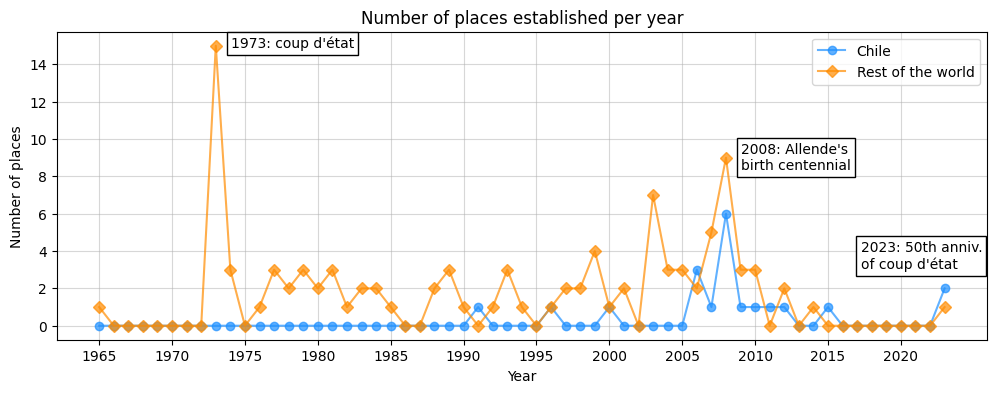 Number of places established per year
Number of places
14
12
10
8
6
4
2
0
1973: coup d'état
Chile
Rest of the world
2008: Allende's
birth centennial
2023: 50th anniv.
of coup d'état
1965 1970 1975 1980 1985 1990 1995 2000 2005 2010 2015 2020
Year